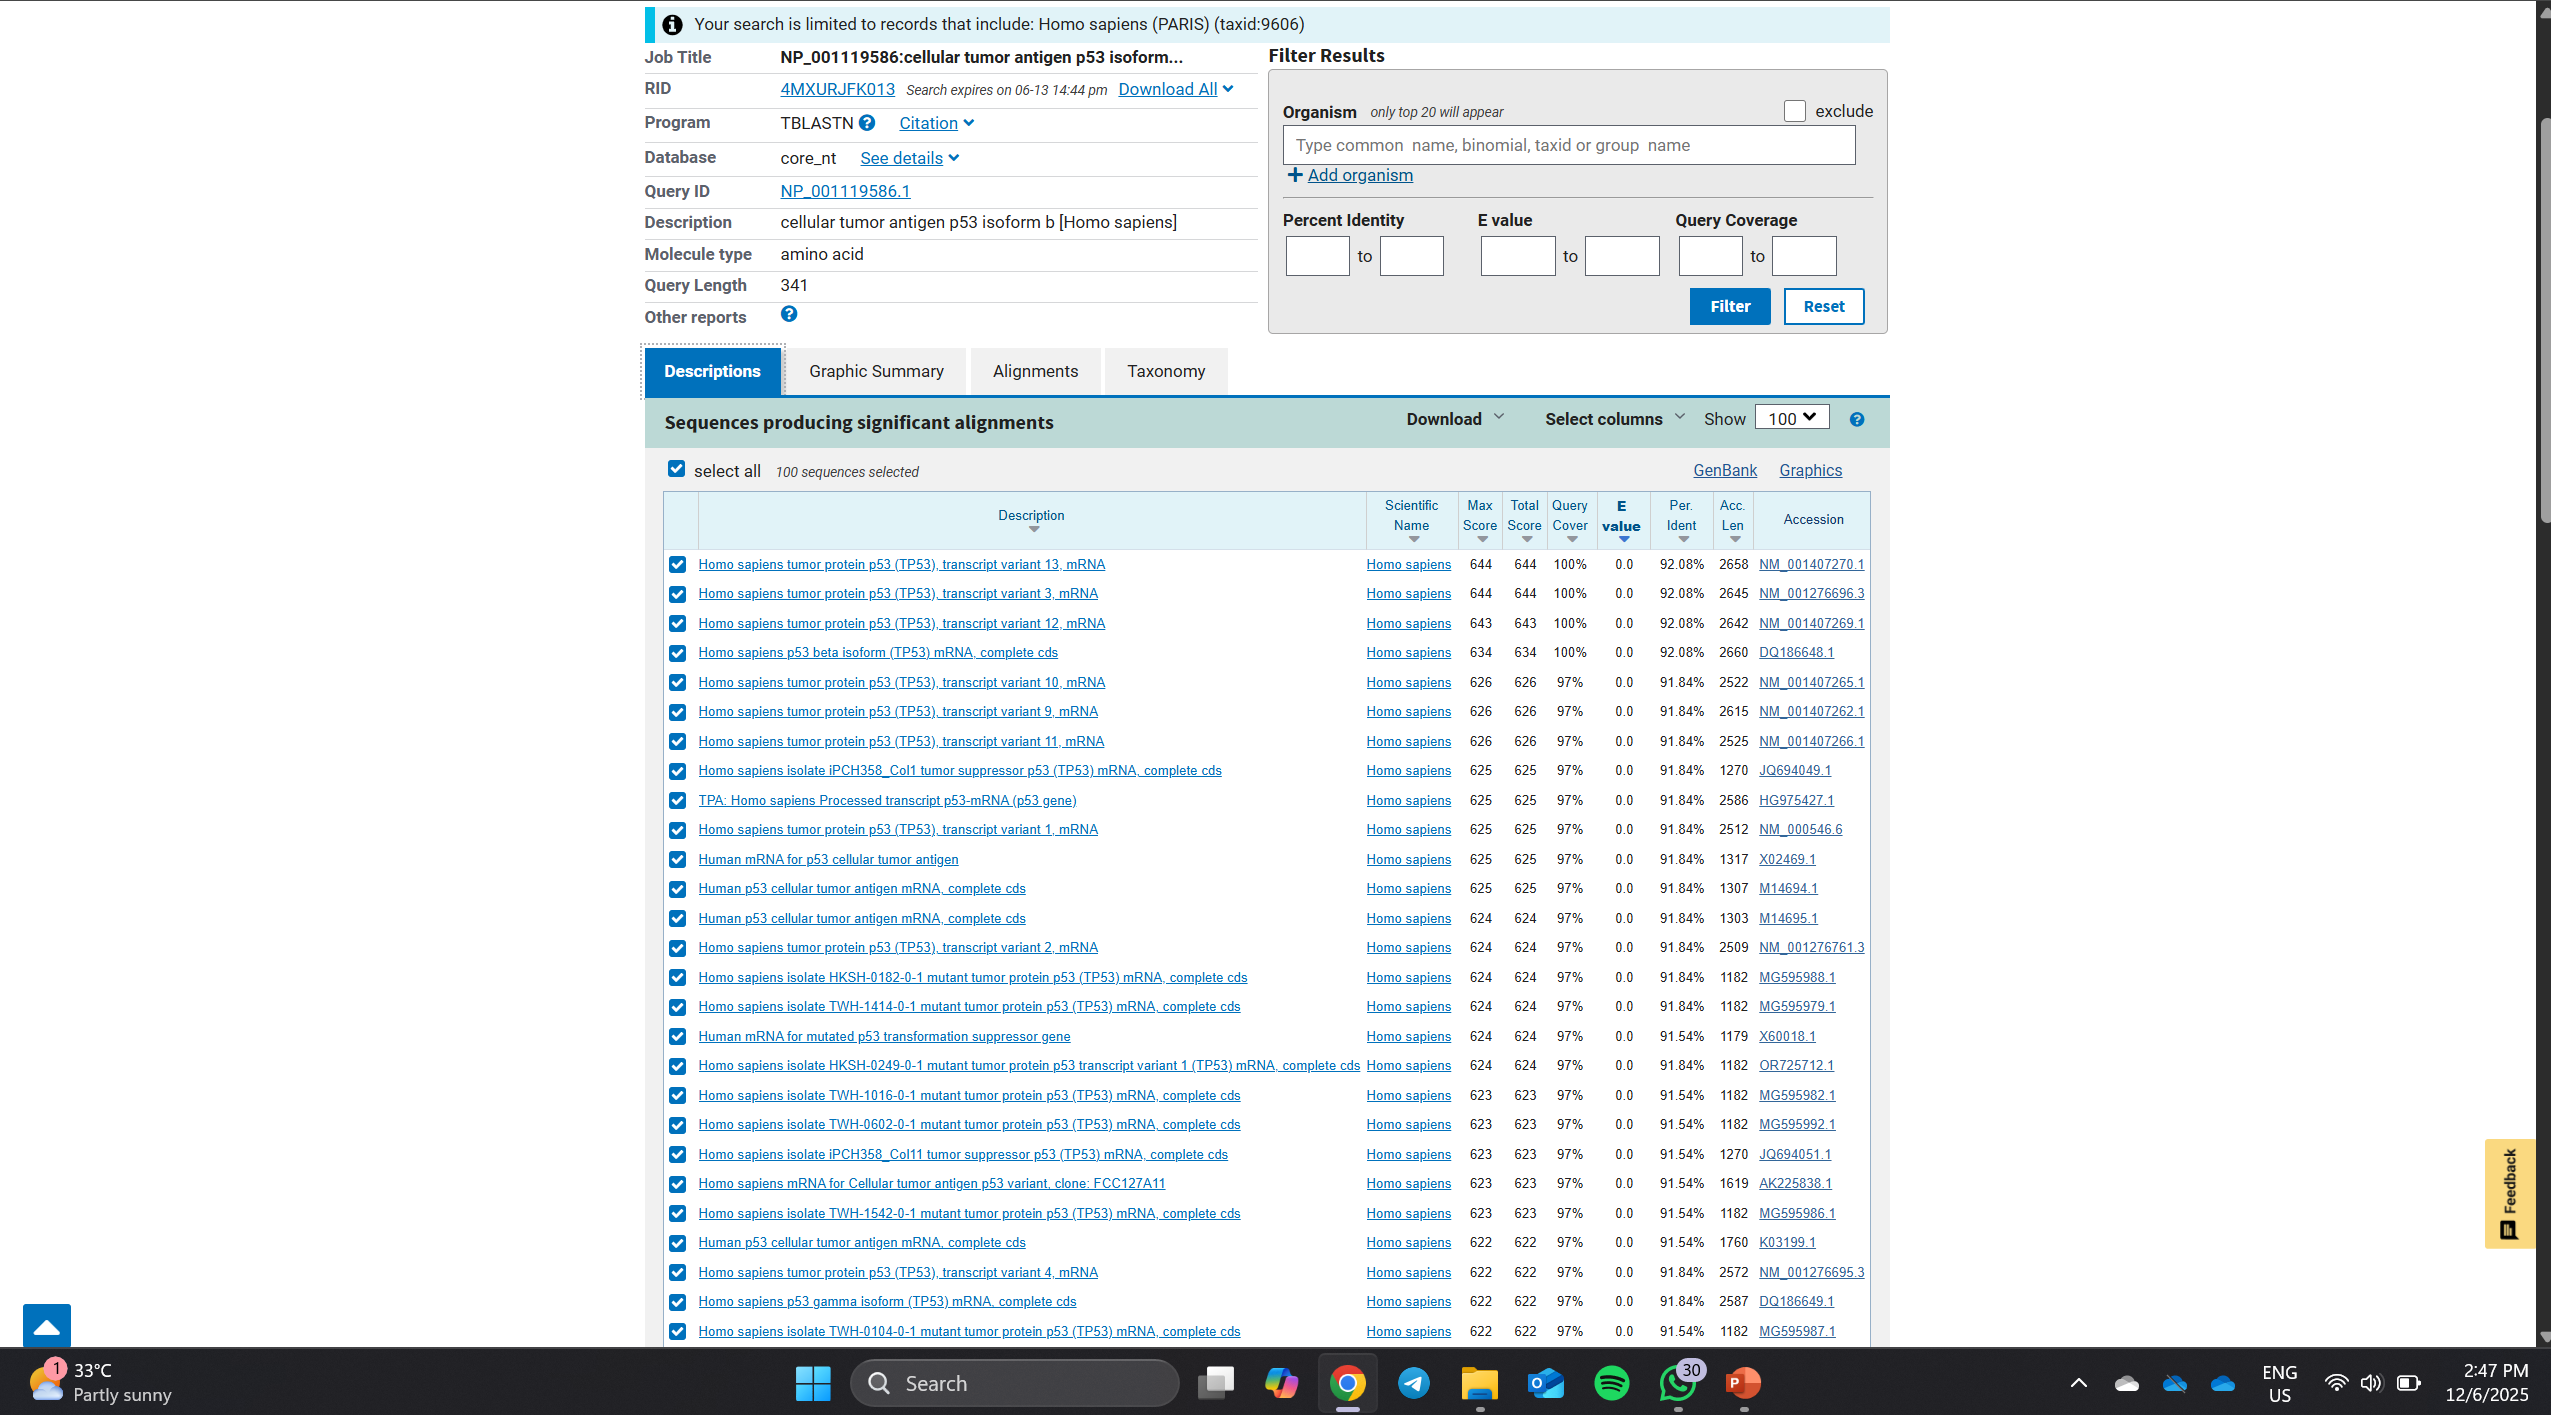 Your search is limited to records that include: Homo sapiens (PARIS) (taxid:9606)
Job Title NP_001119586:cellular tumor antigen p53 isoform...
RID 4MXURJFK013 Search expires on 06-13 14:44 pm Download All
Program TBLASTN Citation
Database core_nt See details
Query ID NP_001119586.1
Description cellular tumor antigen p53 isoform b [Homo sapiens]
Molecule type amino acid
Query Length 341
Other reports
Filter Results
Organism only top 20 will appear exclude
Type common name, binomial, taxid or group name
Add organism
Percent Identity E value Query Coverage
to to to
Filter Reset
Descriptions Graphic Summary Alignments Taxonomy
Sequences producing significant alignments Download Select columns Show 100
select all 100 sequences selected GenBank Graphics
Description Scientific Name Max Score Total Score Query Cover E value Per. Ident Acc. Len Accession
Homo sapiens tumor protein p53 (TP53), transcript variant 13, mRNA Homo sapiens 644 644 100% 0.0 92.08% 2658 NM_001407270.1
Homo sapiens tumor protein p53 (TP53), transcript variant 3, mRNA Homo sapiens 644 644 100% 0.0 92.08% 2645 NM_001276696.3
Homo sapiens tumor protein p53 (TP53), transcript variant 12, mRNA Homo sapiens 643 643 100% 0.0 92.08% 2642 NM_001407269.1
Homo sapiens p53 beta isoform (TP53) mRNA, complete cds Homo sapiens 634 634 100% 0.0 92.08% 2660 DQ186648.1
Homo sapiens tumor protein p53 (TP53), transcript variant 10, mRNA Homo sapiens 626 626 97% 0.0 91.84% 2522 NM_001407265.1
Homo sapiens tumor protein p53 (TP53), transcript variant 9, mRNA Homo sapiens 626 626 97% 0.0 91.84% 2615 NM_001407262.1
Homo sapiens tumor protein p53 (TP53), transcript variant 11, mRNA Homo sapiens 626 626 97% 0.0 91.84% 2525 NM_001407266.1
Homo sapiens isolate iPCH358_Col1 tumor suppressor p53 (TP53) mRNA, complete cds Homo sapiens 625 625 97% 0.0 91.84% 1270 JQ694049.1
TPA: Homo sapiens Processed transcript p53-mRNA (p53 gene) Homo sapiens 625 625 97% 0.0 91.84% 2586 HG975427.1
Homo sapiens tumor protein p53 (TP53), transcript variant 1, mRNA Homo sapiens 625 625 97% 0.0 91.84% 2512 NM_000546.6
Human mRNA for p53 cellular tumor antigen Homo sapiens 625 625 97% 0.0 91.84% 1317 X02469.1
Human p53 cellular tumor antigen mRNA, complete cds Homo sapiens 625 625 97% 0.0 91.84% 1307 M14694.1
Human p53 cellular tumor antigen mRNA, complete cds Homo sapiens 624 624 97% 0.0 91.84% 1303 M14695.1
Homo sapiens tumor protein p53 (TP53), transcript variant 2, mRNA Homo sapiens 624 624 97% 0.0 91.84% 2509 NM_001276761.3
Homo sapiens isolate HKSH-0182-0-1 mutant tumor protein p53 (TP53) mRNA, complete cds Homo sapiens 624 624 97% 0.0 91.84% 1182 MG595988.1
Homo sapiens isolate TWH-1414-0-1 mutant tumor protein p53 (TP53) mRNA, complete cds Homo sapiens 624 624 97% 0.0 91.84% 1182 MG595979.1
Human mRNA for mutated p53 transformation suppressor gene Homo sapiens 624 624 97% 0.0 91.54% 1179 X60018.1
Homo sapiens isolate HKSH-0249-0-1 mutant tumor protein p53 transcript variant 1 (TP53) mRNA, complete cds Homo sapiens 624 624 97% 0.0 91.84% 1182 OR725712.1
Homo sapiens isolate TWH-1016-0-1 mutant tumor protein p53 (TP53) mRNA, complete cds Homo sapiens 623 623 97% 0.0 91.54% 1182 MG595982.1
Homo sapiens isolate TWH-0602-0-1 mutant tumor protein p53 (TP53) mRNA, complete cds Homo sapiens 623 623 97% 0.0 91.54% 1182 MG595992.1
Homo sapiens isolate iPCH358_Col11 tumor suppressor p53 (TP53) mRNA, complete cds Homo sapiens 623 623 97% 0.0 91.54% 1270 JQ694051.1
Homo sapiens mRNA for Cellular tumor antigen p53 variant, clone: FCC127A11 Homo sapiens 623 623 97% 0.0 91.54% 1619 AK225838.1
Homo sapiens isolate TWH-1542-0-1 mutant tumor protein p53 (TP53) mRNA, complete cds Homo sapiens 623 623 97% 0.0 91.54% 1182 MG595986.1
Human p53 cellular tumor antigen mRNA, complete cds Homo sapiens 622 622 97% 0.0 91.54% 1760 K03199.1
Homo sapiens tumor protein p53 (TP53), transcript variant 4, mRNA Homo sapiens 622 622 97% 0.0 91.84% 2572 NM_001276695.3
Homo sapiens p53 gamma isoform (TP53) mRNA, complete cds Homo sapiens 622 622 97% 0.0 91.84% 2587 DQ186649.1
Homo sapiens isolate TWH-0104-0-1 mutant tumor protein p53 (TP53) mRNA, complete cds Homo sapiens 622 622 97% 0.0 91.54% 1182 MG595987.1
Feedback
1 33°C
Partly sunny
Search
30
ENG
US
2:47 PM
12/6/2025